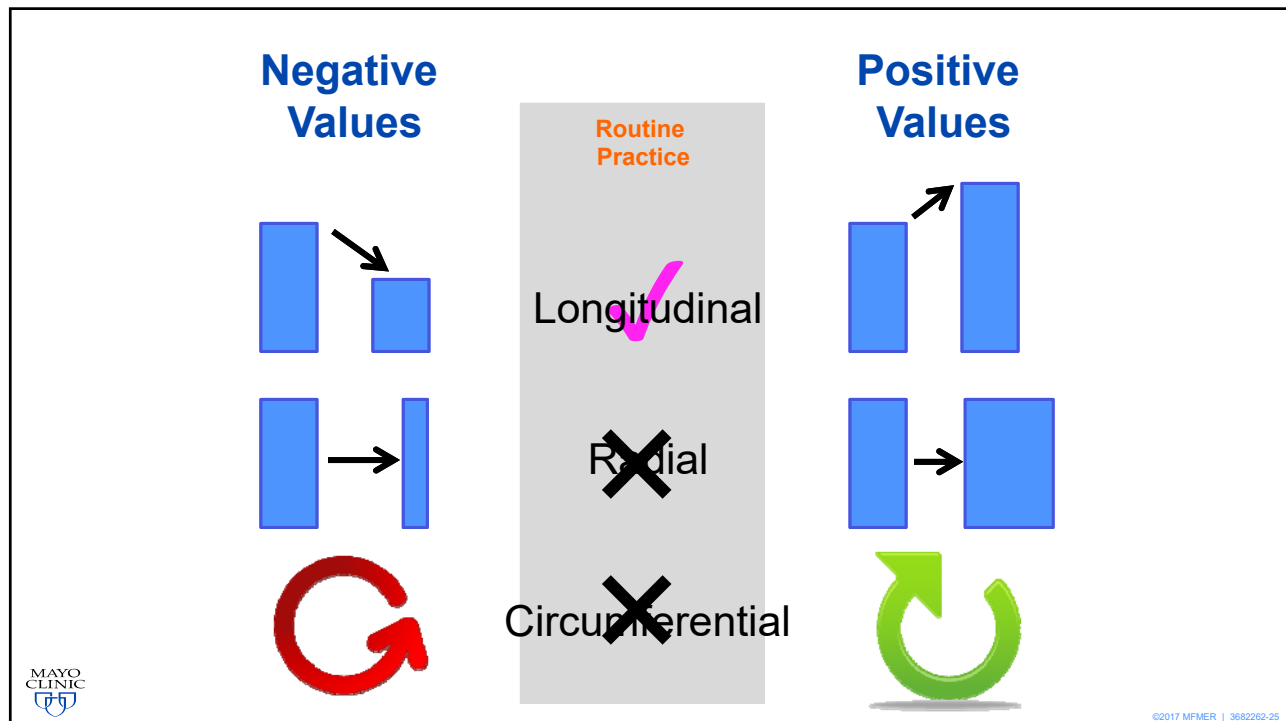 Negative
Values
Positive
Values
Routine
Practice
Longitudinal
Radial
Circumferential
MAYO
CLINIC
©2017 MFMER | 3682262-25